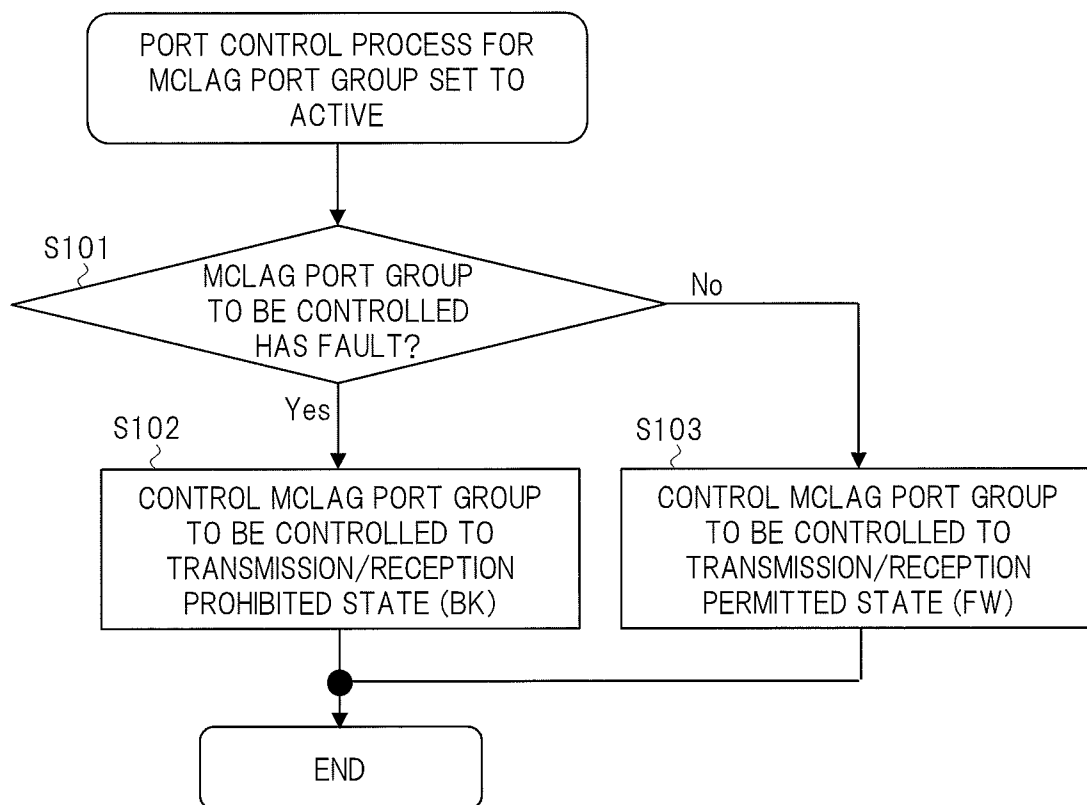 PORT CONTROL PROCESS FOR
MCLAG PORT GROUP SET TO
ACTIVE
S101
MCLAG PORT GROUP
TO BE CONTROLLED
HAS FAULT?
No
Yes
S102
CONTROL MCLAG PORT GROUP
TO BE CONTROLLED TO
TRANSMISSION/RECEPTION
PROHIBITED STATE (BK)
S103
CONTROL MCLAG PORT GROUP
TO BE CONTROLLED TO
TRANSMISSION/RECEPTION
PERMITTED STATE (FW)
END